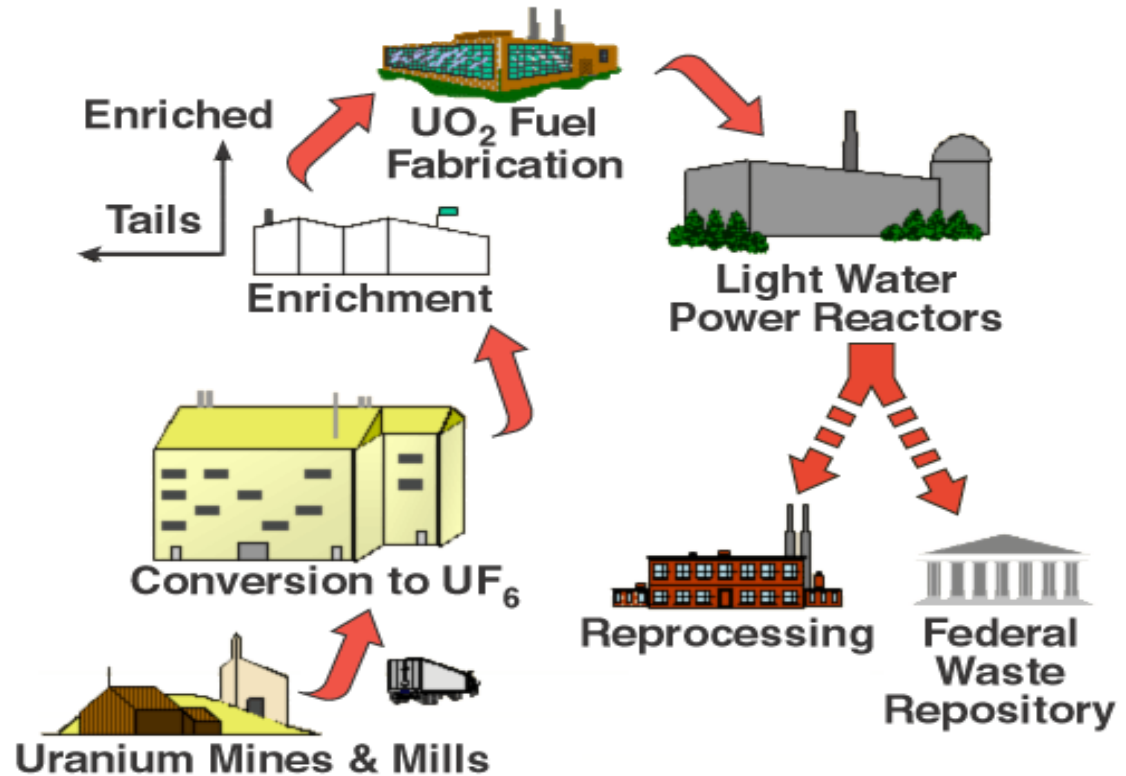 Enriched
Tails
UO₂ Fuel
Fabrication
Enrichment
Light Water
Power Reactors
Conversion to UF₆
Reprocessing
Federal
Waste
Repository
Uranium Mines & Mills